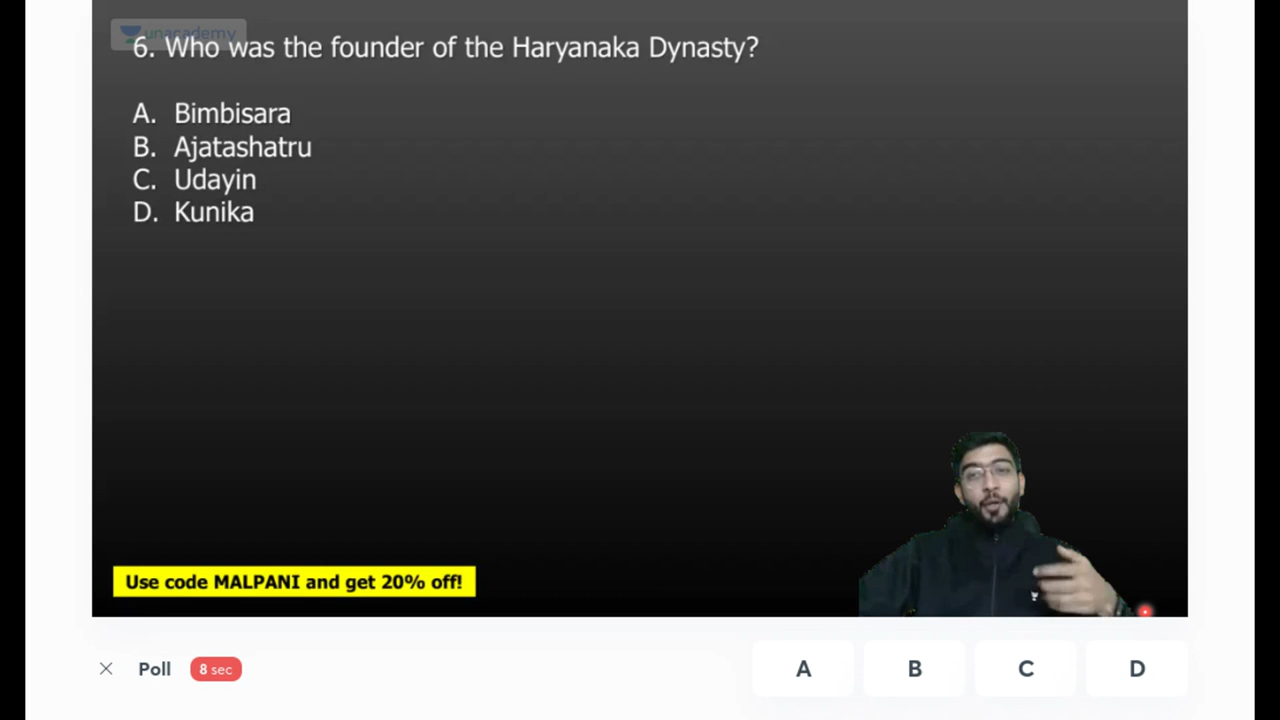 unacademy
6. Who was the founder of the Haryanaka Dynasty?
A. Bimbisara
B. Ajatashatru
C. Udayin
D. Kunika
Use code MALPANI and get 20% off!
Poll 8 sec A B C D